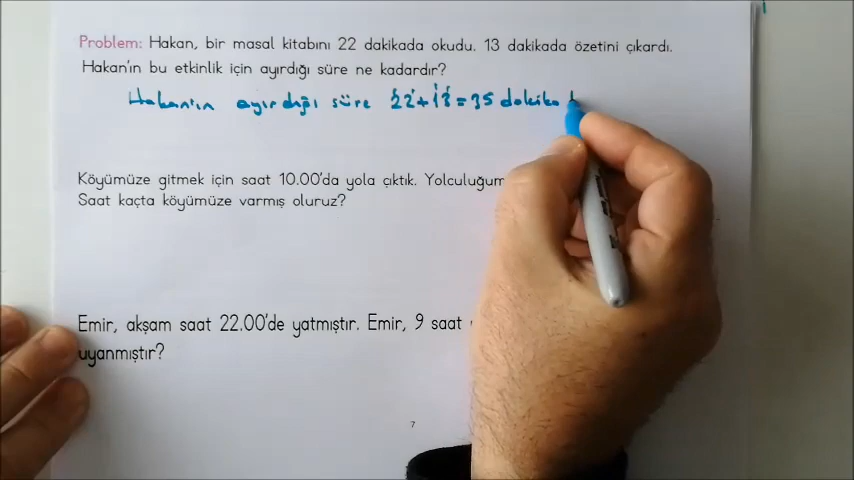 Problem: Hakan, bir masal kitabını 22 dakikada okudu. 13 dakikada özetini çıkardı.
Hakan'ın bu etkinlik için ayırdığı süre ne kadardır?
Hakan'ın ayırdığı süre 22+13=35 dakika
Köyümüze gitmek için saat 10.00'da yola çıktık.
Saat kaçta köyümüze varmış oluruz?
Emir, akşam saat 22.00'de yatmıştır. Emir, 9 saat
uyanmıştır?
7